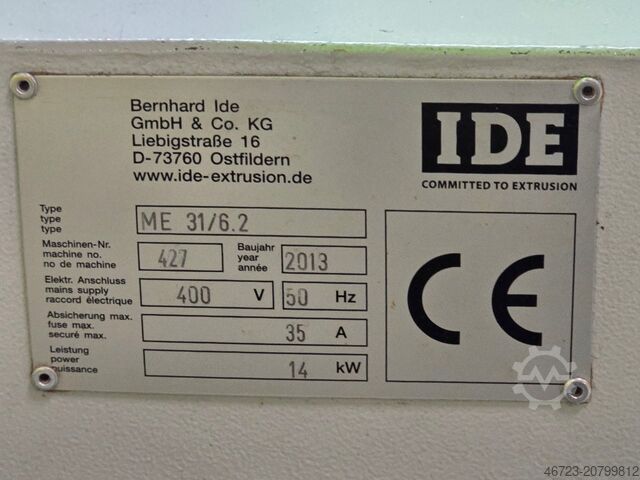 Bernhard Ide
GmbH & Co. KG
Liebigstraße 16
D-73760 Ostfildern
www.ide-extrusion.de
IDE
COMMITTED TO EXTRUSION
Type
type
type
ME 31/6.2
Maschinen-Nr.
machine no.
no de machine
427
Baujahr
year
année
2013
Elektr. Anschluss
mains supply
raccord électrique
400 V
50 Hz
Absicherung max.
fuse max.
securé max.
35 A
Leistung
power
puissance
14 kW
CE
46723-20799812